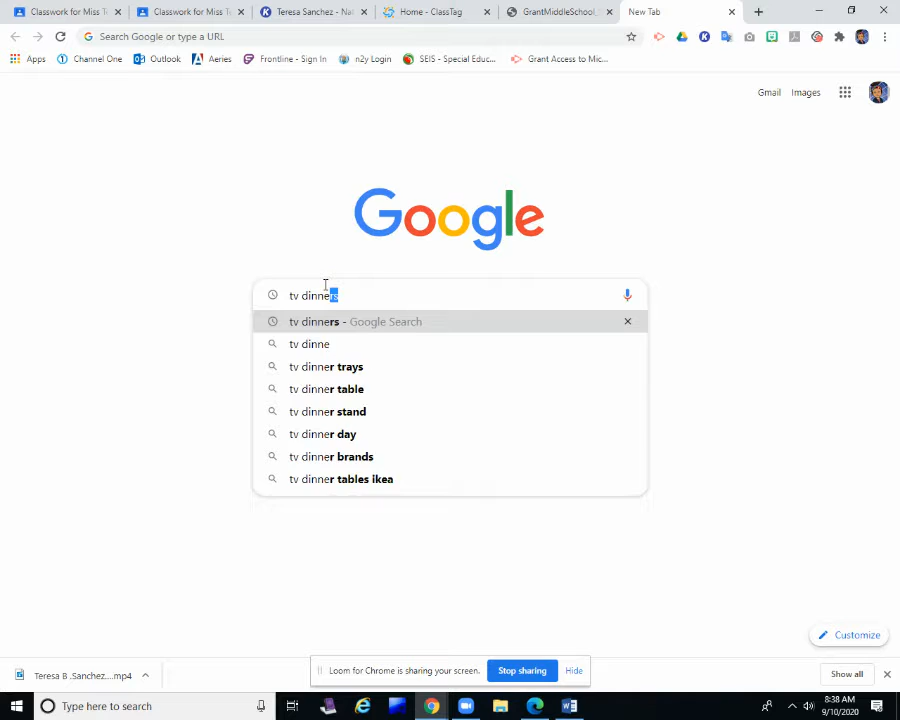 Classwork for Miss T
Classwork for Miss T
Teresa Sanchez - Nat
Home - ClassTag
GrantMiddleSchool_
New Tab
Search Google or type a URL
Apps
Channel One
Outlook
Aeries
Frontline - Sign In
n2y Login
SEIS - Special Educ...
Grant Access to Mic...
Gmail
Images
Google
tv dinners
tv dinners - Google Search
tv dinne
tv dinner trays
tv dinner table
tv dinner stand
tv dinner day
tv dinner brands
tv dinner tables ikea
Customize
Teresa B .Sanchez....mp4
Loom for Chrome is sharing your screen.
Stop sharing
Hide
Show all
Type here to search
8:38 AM
9/10/2020